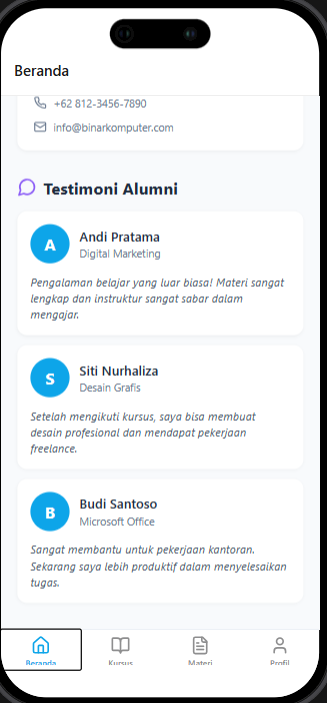 Beranda
+62 812-3456-7890
info@binarkomputer.com
Testimoni Alumni
A
Andi Pratama
Digital Marketing
Pengalaman belajar yang luar biasa! Materi sangat
lengkap dan instruktur sangat sabar dalam
mengajar.
S
Siti Nurhaliza
Desain Grafis
Setelah mengikuti kursus, saya bisa membuat
desain profesional dan mendapat pekerjaan
freelance.
B
Budi Santoso
Microsoft Office
Sangat membantu untuk pekerjaan kantoran.
Sekarang saya lebih produktif dalam menyelesaikan
tugas.
Beranda
Kursus
Materi
Profil